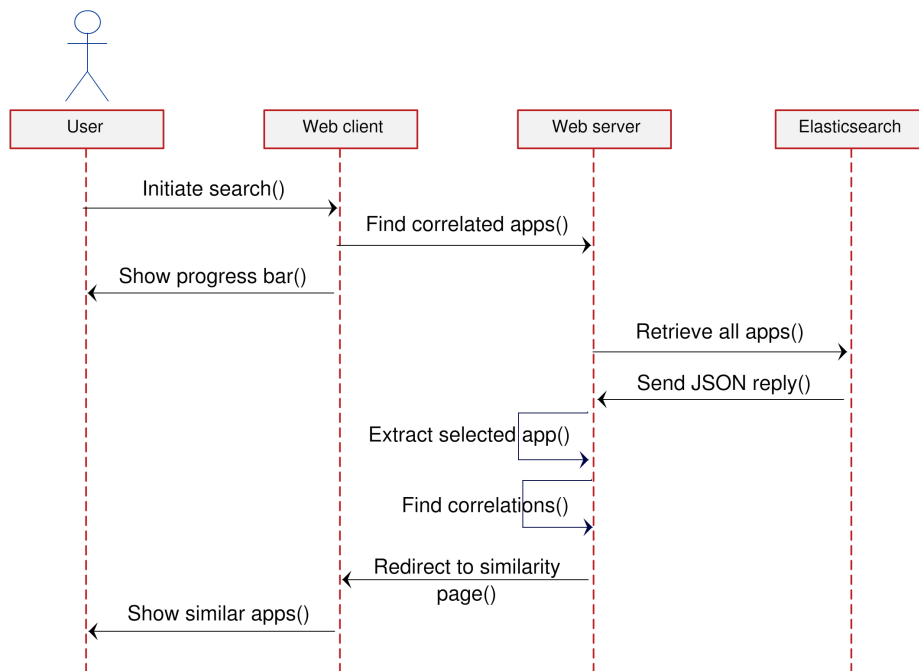 User
Web client
Web server
Elasticsearch
Initiate search()
Find correlated apps()
Show progress bar()
Retrieve all apps()
Send JSON reply()
Extract selected app()
Find correlations()
Redirect to similarity
page()
Show similar apps()